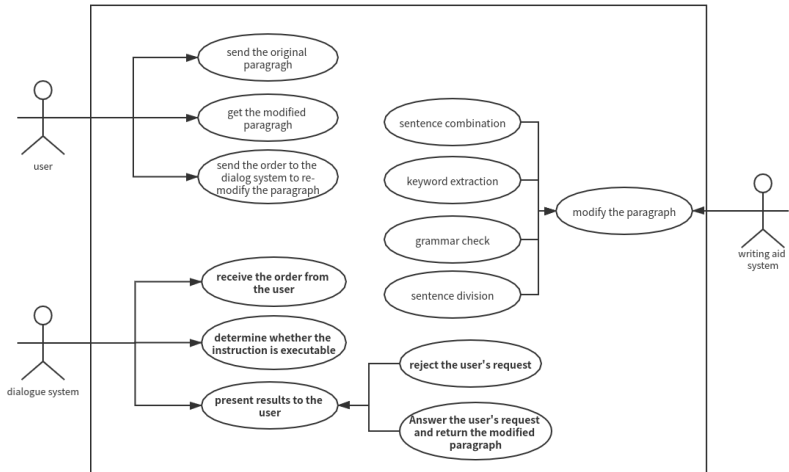 send the original
paragragh
get the modified
paragragh
send the order to the
dialog system to re-
modify the paragraph
user
sentence combination
keyword extraction
grammar check
sentence division
modify the paragraph
writing aid
system
receive the order from
the user
determine whether the
instruction is executable
present results to the
user
dialogue system
reject the user's request
Answer the user's request
and return the modified
paragraph